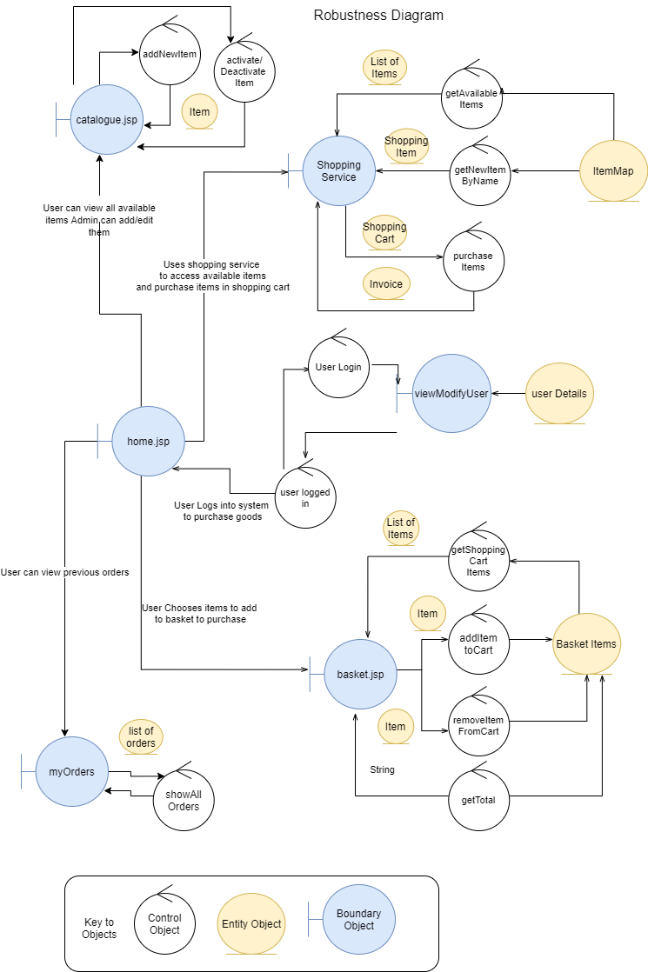 Robustness Diagram
addNewItem
activate/
Deactivate
Item
catalogue.jsp
Item
List of
Items
getAvailable
Items
Shopping
Service
Shopping
Item
getNewItem
ByName
ItemMap
User can view all available
items Admin can add/edit
them
Shopping
Cart
purchase
Items
Invoice
Uses shopping service
to access available items
and purchase items in shopping cart
User Login
viewModifyUser
user Details
home.jsp
user logged
in
User Logs into system
to purchase goods
List of
Items
getShopping
Cart
Items
User can view previous orders
User Chooses items to add
to basket to purchase
Item
addItem
toCart
Basket Items
basket.jsp
Item
removeItem
FromCart
list of
orders
String
myOrders
showAll
Orders
getTotal
Key to
Objects
Control
Object
Entity Object
Boundary
Object